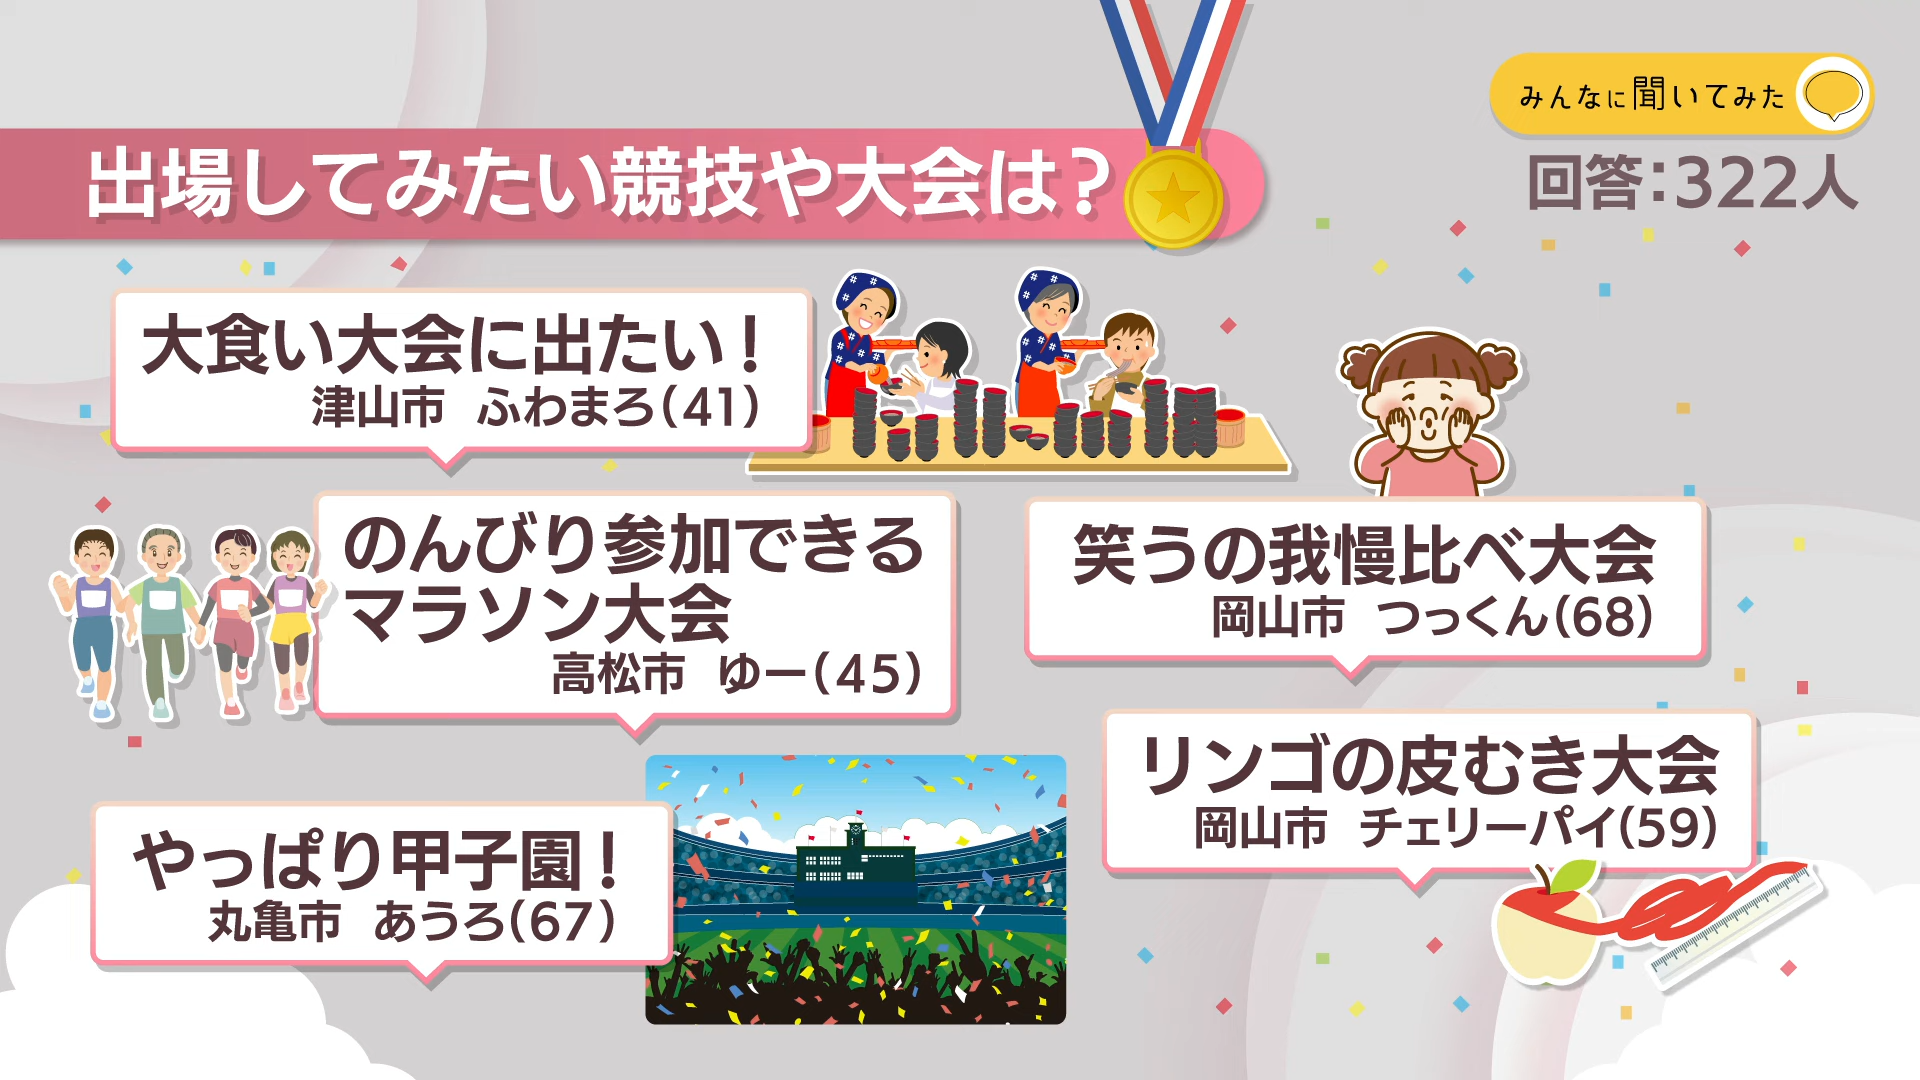 みんなに聞いてみた
出場してみたい競技や大会は？
回答：322人
大食い大会に出たい！
津山市 ふわまろ（41）
のんびり参加できる
マラソン大会
高松市 ゆー（45）
笑うの我慢比べ大会
岡山市 つっくん（68）
リンゴの皮むき大会
岡山市 チェリーパイ（59）
やっぱり甲子園！
丸亀市 あうろ（67）